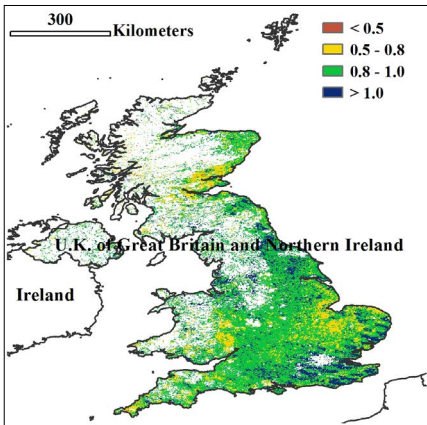 300
Kilometers
< 0.5
0.5 - 0.8
0.8 - 1.0
> 1.0
U.K. of Great Britain and Northern Ireland
Ireland